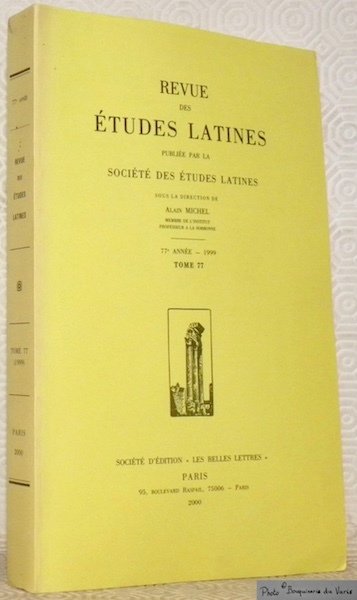 REVUE
DES
ÉTUDES LATINES
PUBLIÉE PAR LA
SOCIÉTÉ DES ÉTUDES LATINES
SOUS LA DIRECTION DE
ALAIN MICHEL
MEMBRE DE L'INSTITUT
PROFESSEUR A LA SORBONNE
77e ANNÉE – 1999
TOME 77
SOCIÉTÉ D'ÉDITION « LES BELLES LETTRES »
PARIS
95, BOULEVARD RASPAIL, 75006 – PARIS
2000
77e ANNÉE
REVUE
DES
ÉTUDES
LATINES
TOME 77
(1999)
PARIS
2000
Photo © Bouquinerie du Varis